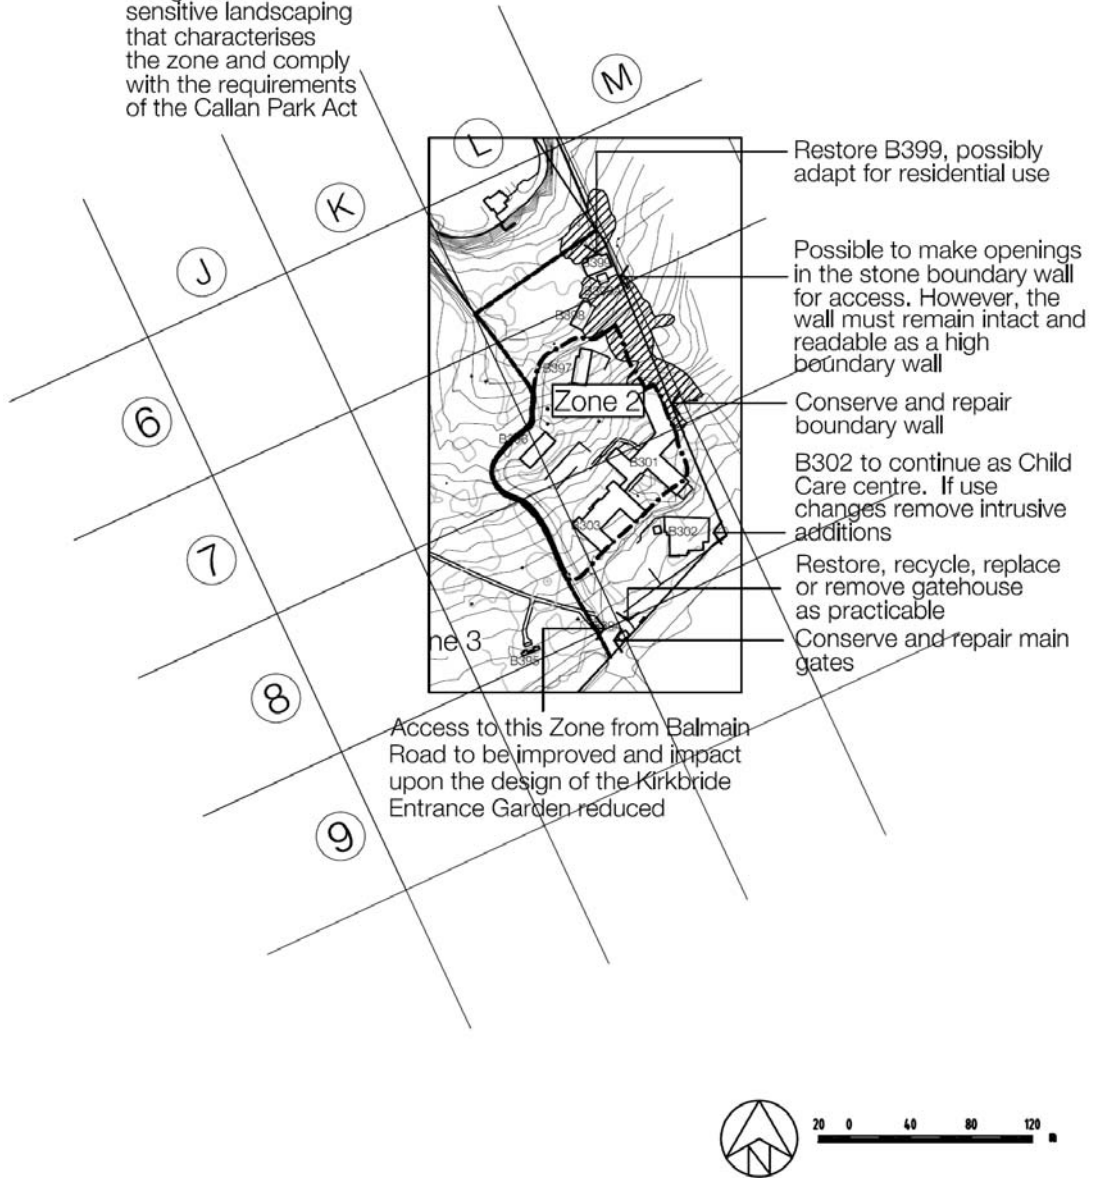 sensitive landscaping
that characterises
the zone and comply
with the requirements
of the Callan Park Act
M
L
K
J
6
7
8
9
Restore B399, possibly
adapt for residential use
Possible to make openings
in the stone boundary wall
for access. However, the
wall must remain intact and
readable as a high
boundary wall
Conserve and repair
boundary wall
B302 to continue as Child
Care centre. If use
changes remove intrusive
additions
Restore, recycle, replace
or remove gatehouse
as practicable
Conserve and repair main
gates
B399
B398
B397
Zone 2
B301
B303
B302
ne 3
B395
Access to this Zone from Balmain
Road to be improved and impact
upon the design of the Kirkbride
Entrance Garden reduced
N
20 0 40 80 120 m